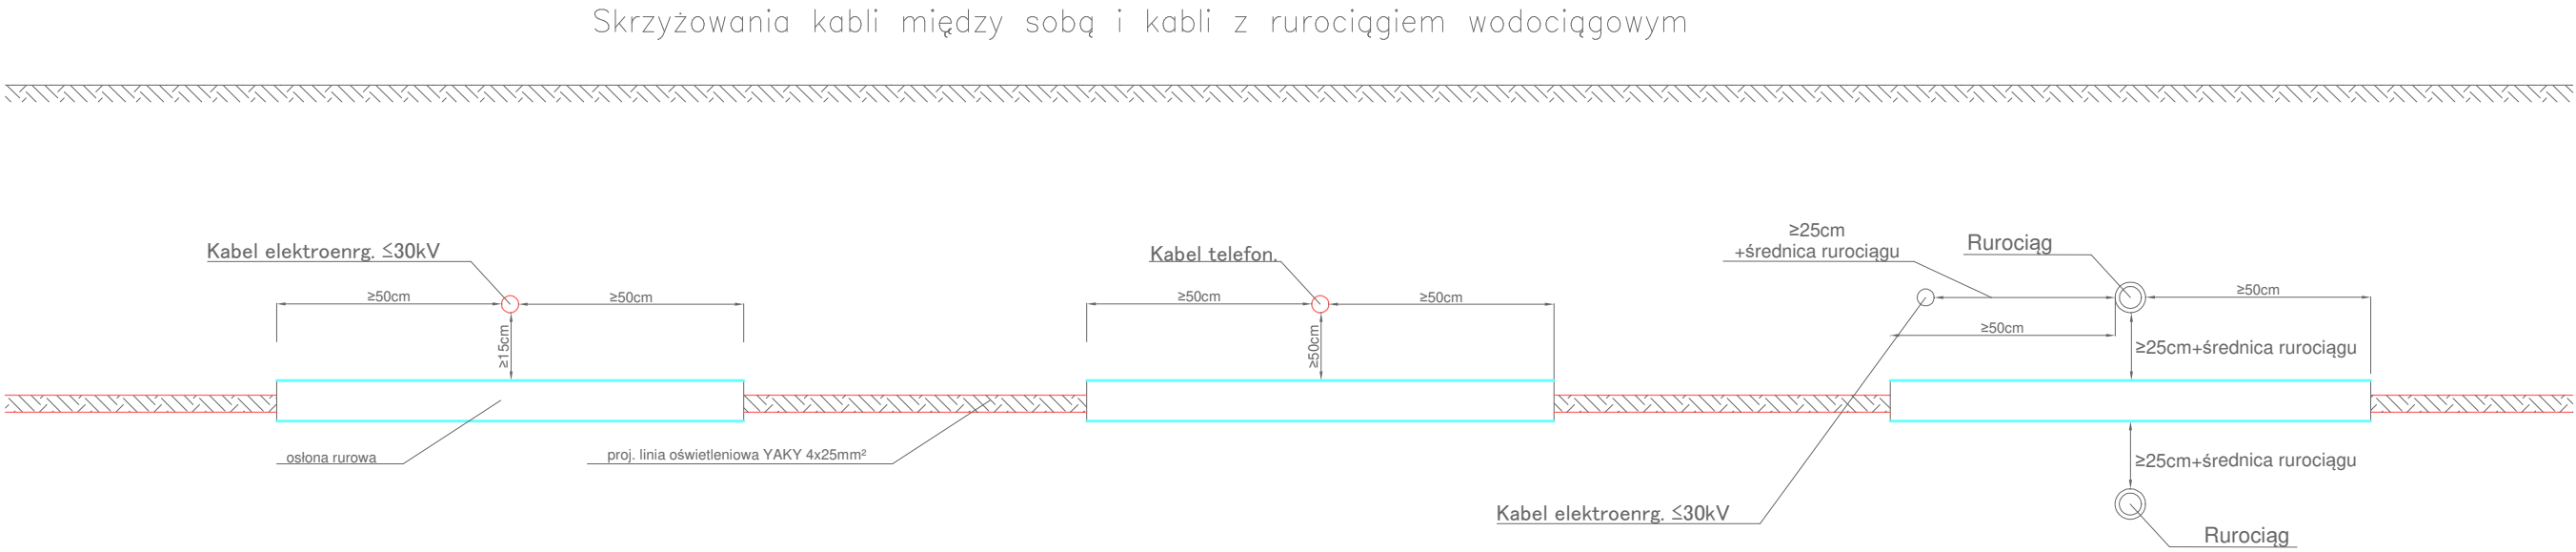 Skrzyżowania kabli między sobą i kabli z rurociągiem wodociągowym
Kabel elektroenrg. ≤30kV
≥50cm
≥50cm
≥15cm
osłona rurowa
proj. linia oświetleniowa YAKY 4x25mm²
Kabel telefon.
≥50cm
≥50cm
≥50cm
≥25cm
+średnica rurociągu
Rurociąg
≥50cm
≥50cm
≥25cm+średnica rurociągu
≥25cm+średnica rurociągu
Kabel elektroenrg. ≤30kV
Rurociąg